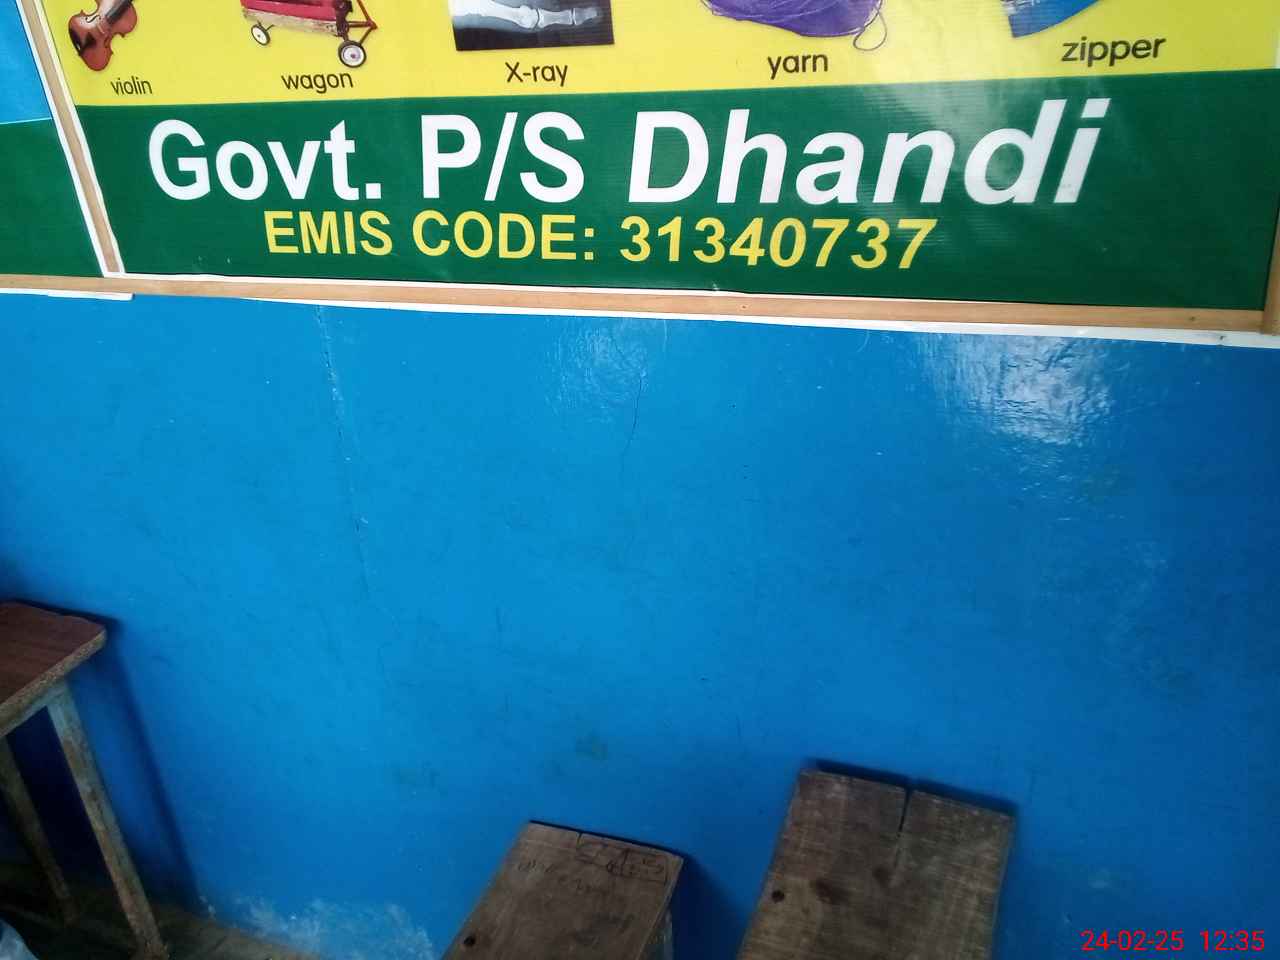 violin wagon X-ray yarn zipper
Govt. P/S Dhandi
EMIS CODE: 31340737
24-02-25 12:35